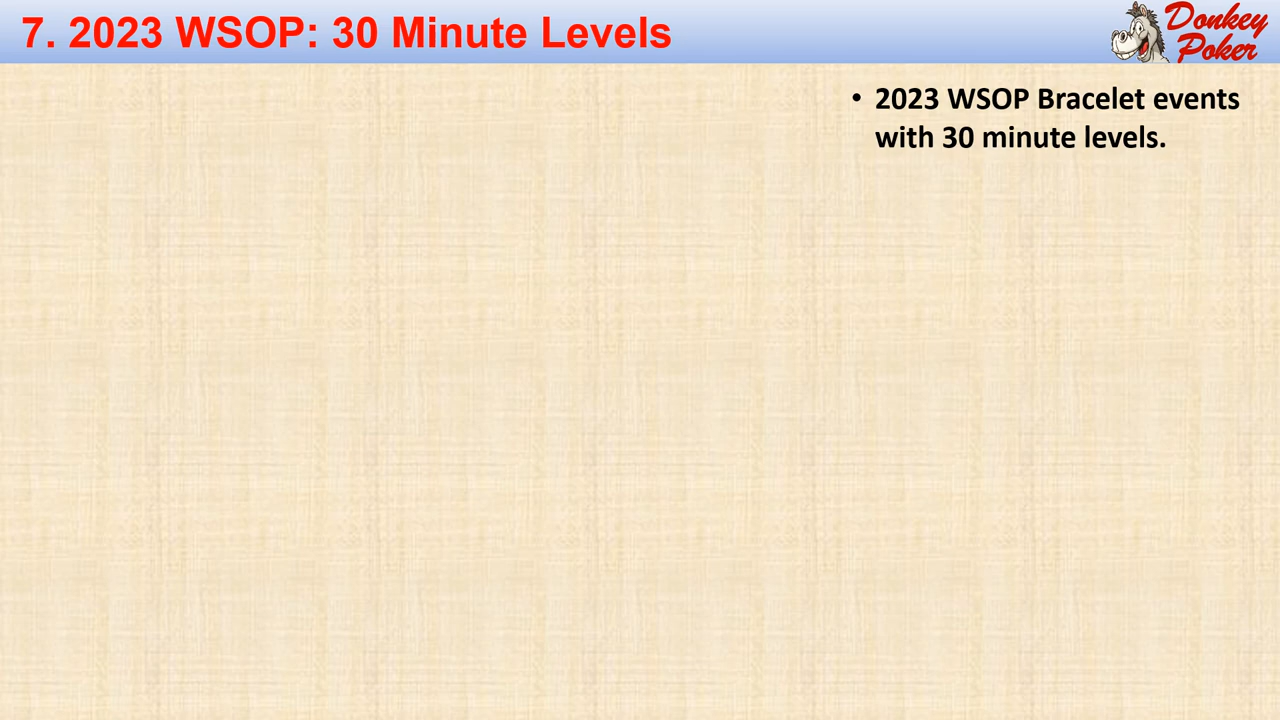 7. 2023 WSOP: 30 Minute Levels
Donkey
Poker
• 2023 WSOP Bracelet events
with 30 minute levels.